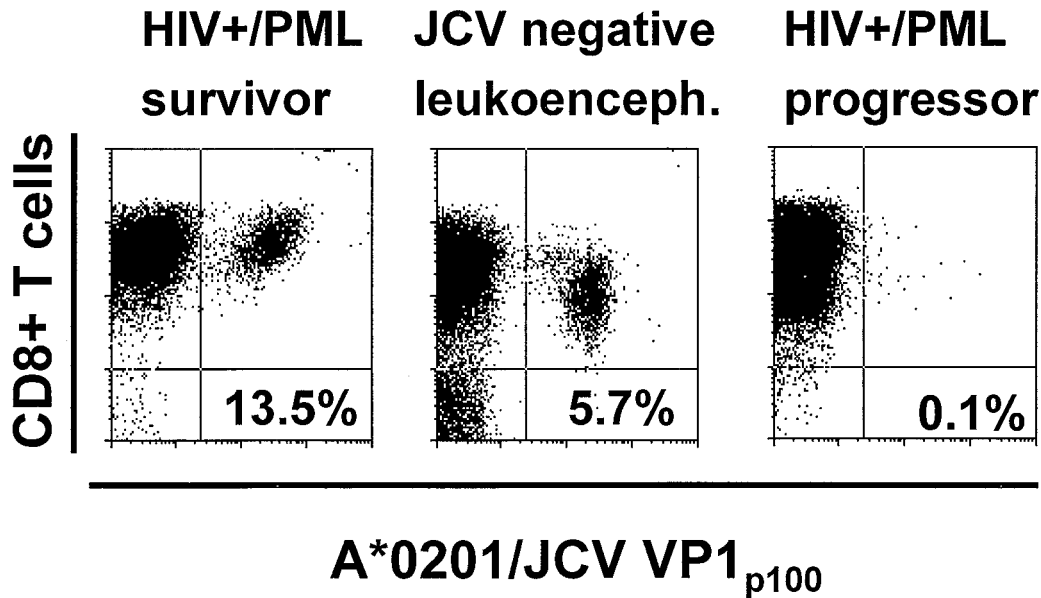 HIV+/PML JCV negative HIV+/PML
survivor leukoenceph. progressor
CD8+ T cells
13.5% 5.7% 0.1%
A*0201/JCV VP1p100